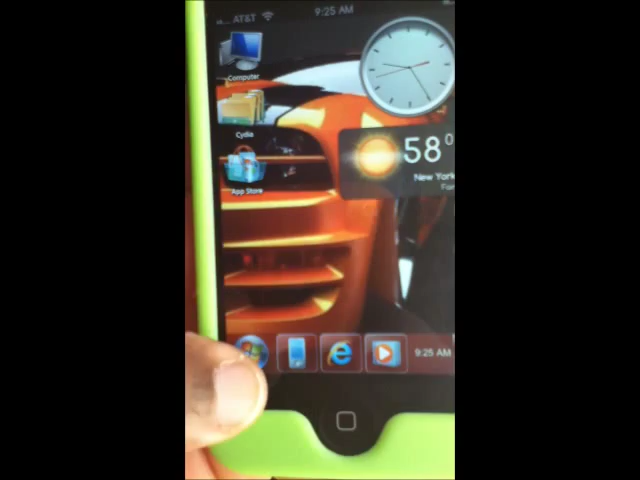 AT&T 9:25 AM
Computer
Cydia
App Store
58°
New York
9:25 AM